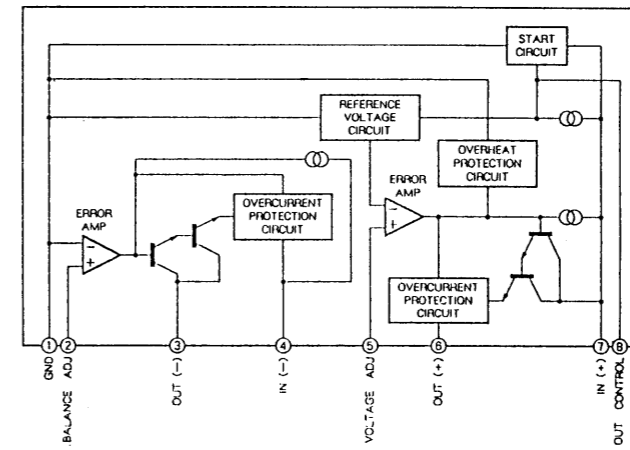 START
CIRCUIT
REFERENCE
VOLTAGE
CIRCUIT
OVERHEAT
PROTECTION
CIRCUIT
ERROR
AMP
-
+
OVERCURRENT
PROTECTION
CIRCUIT
ERROR
AMP
-
+
OVERCURRENT
PROTECTION
CIRCUIT
1
2
3
4
5
6
7
8
GND
BALANCE ADJ
OUT (-)
IN (-)
VOLTAGE ADJ
OUT (+)
IN (+)
OUT CONTROL